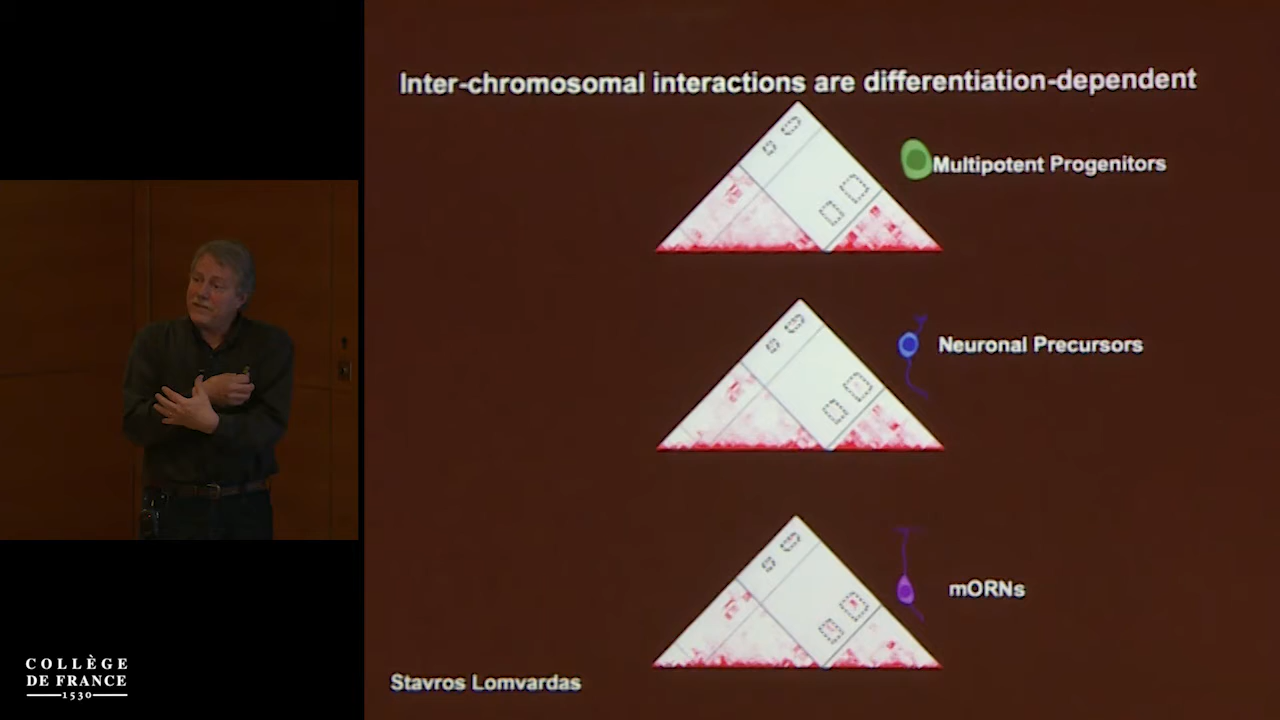 Inter-chromosomal interactions are differentiation-dependent
Multipotent Progenitors
Neuronal Precursors
mORNs
Stavros Lomvardas
COLLÈGE
DE FRANCE
1530